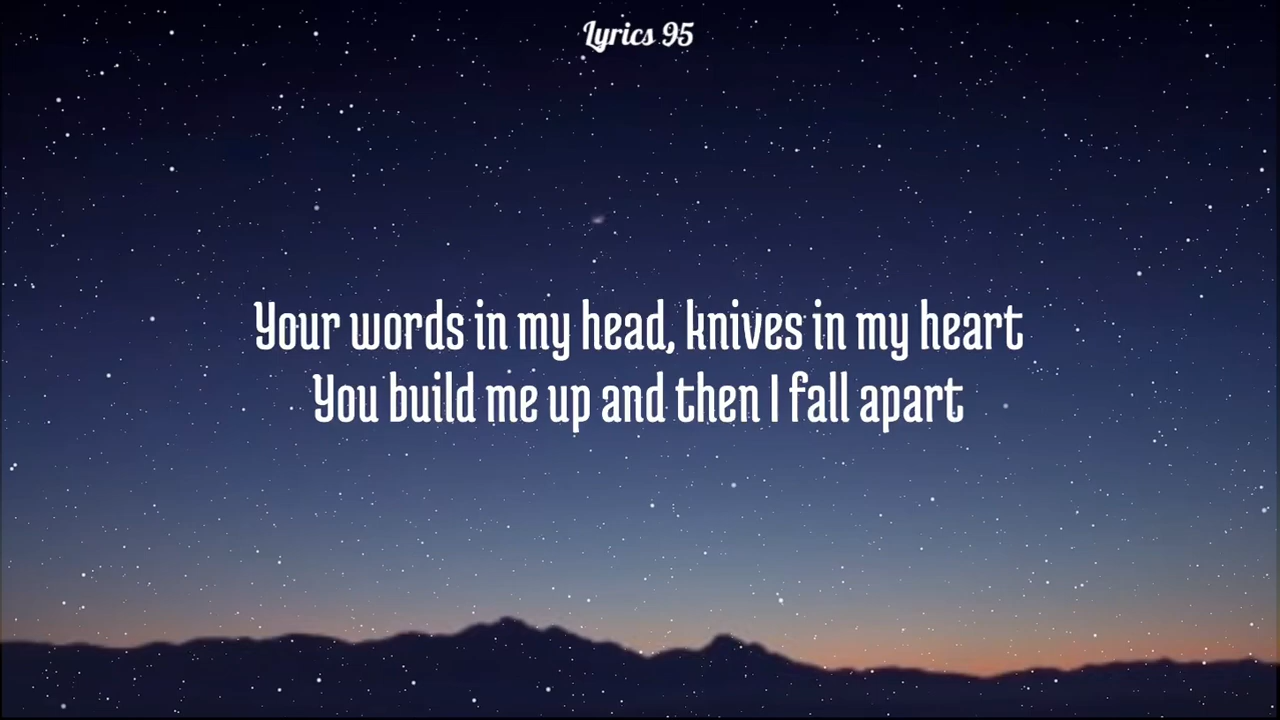 Lyrics 95
Your words in my head, knives in my heart
You build me up and then I fall apart